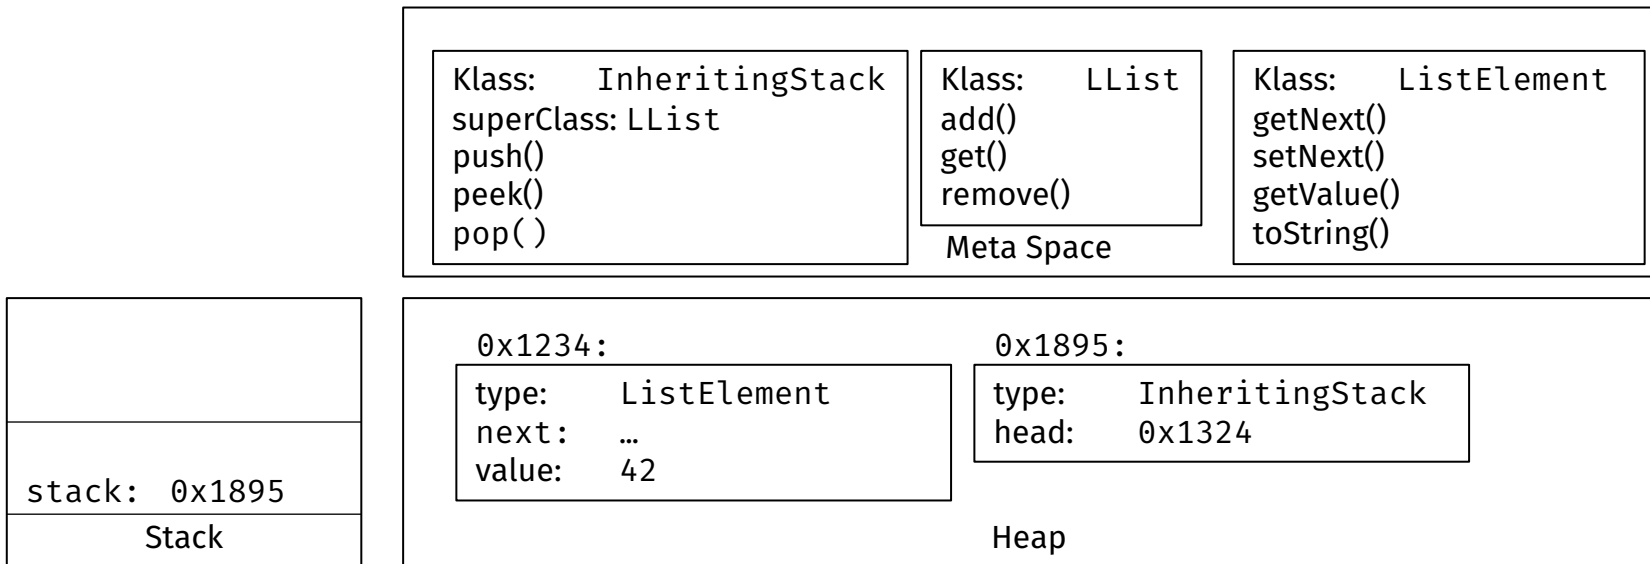 Klass: InheritingStack
superClass: LList
push()
peek()
pop()
Klass: LList
add()
get()
remove()
Klass: ListElement
getNext()
setNext()
getValue()
toString()
Meta Space
stack: 0x1895
Stack
0x1234:
type: ListElement
next: …
value: 42
0x1895:
type: InheritingStack
head: 0x1324
Heap